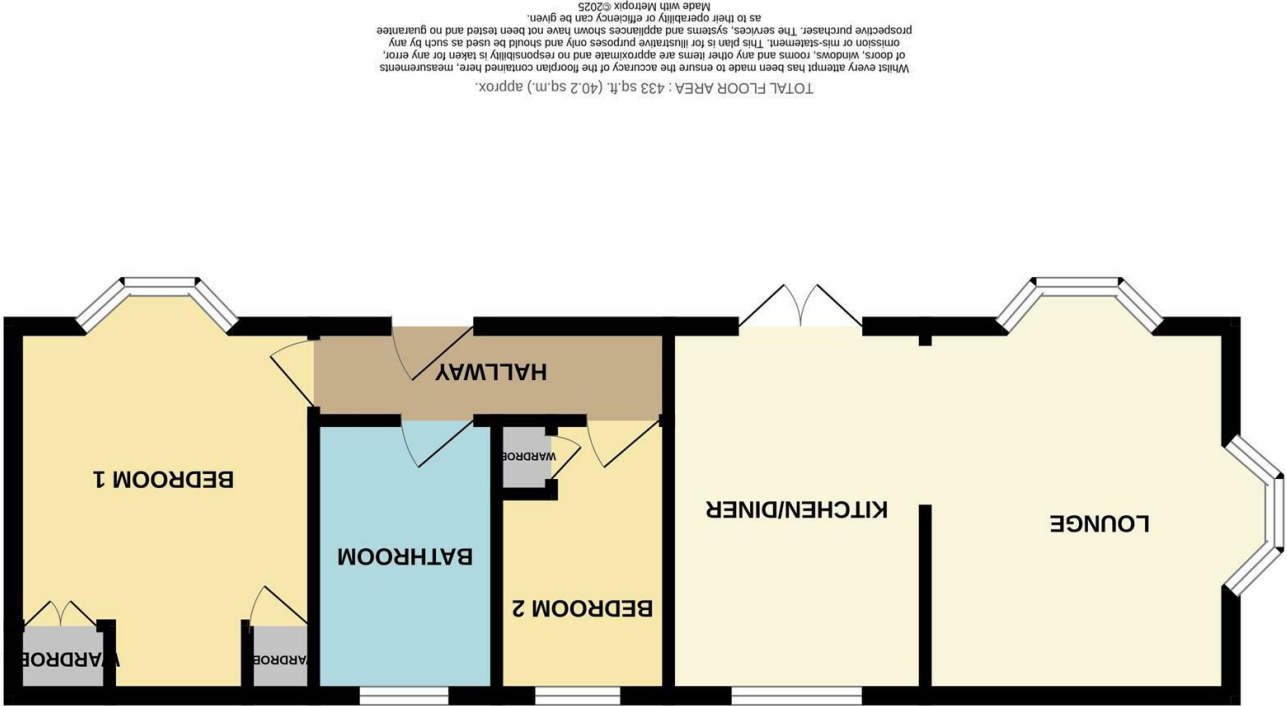 WARDROBE
WARDROBE
BEDROOM 2
BATHROOM
LOUNGE
KITCHEN/DINER
BEDROOM 1
WARDROBE
HALLWAY
TOTAL FLOOR AREA : 433 sq.ft. (40.2 sq.m.) approx.
Whilst every attempt has been made to ensure the accuracy of the floorplan contained here, measurements
of doors, windows, rooms and any other items are approximate and no responsibility is taken for any error,
omission or mis-statement. This plan is for illustrative purposes only and should be used as such by any
prospective purchaser. The services, systems and appliances shown have not been tested and no guarantee
as to their operability or efficiency can be given.
Made with Metropix ©2025